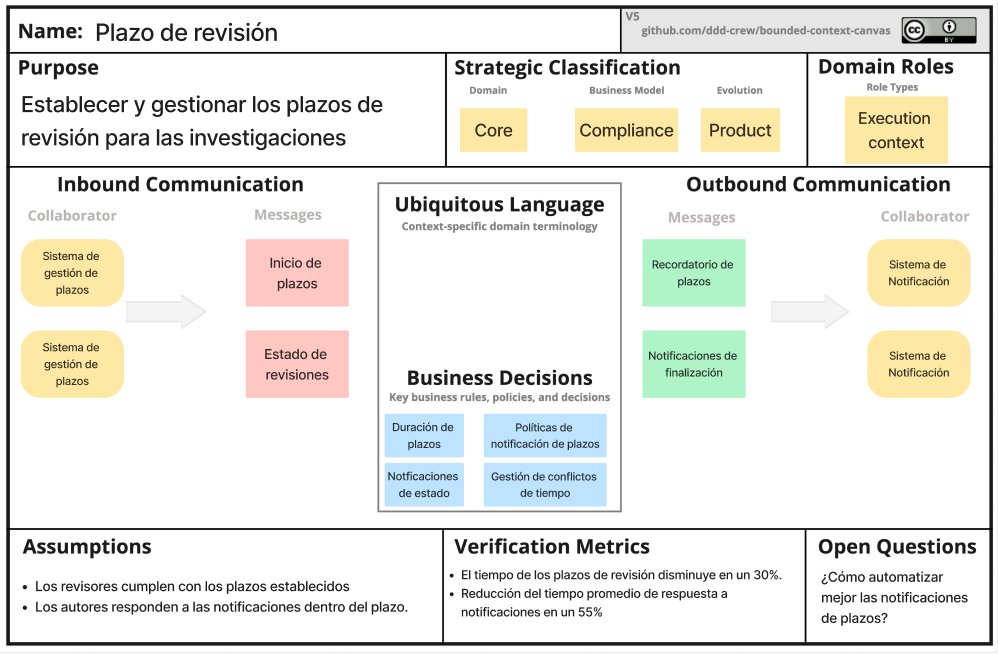 Name: Plazo de revisión
V5
github.com/ddd-crew/bounded-context-canvas
cc
BY
Purpose
Establecer y gestionar los plazos de
revisión para las investigaciones
Strategic Classification
Domain
Business Model
Evolution
Core
Compliance
Product
Domain Roles
Role Types
Execution
context
Inbound Communication
Collaborator
Messages
Sistema de
gestión de
plazos
Inicio de
plazos
Sistema de
gestión de
plazos
Estado de
revisiones
Ubiquitous Language
Context-specific domain terminology
Business Decisions
Key business rules, policies, and decisions
Duración de
plazos
Políticas de
notificación de plazos
Notficaciones
de estado
Gestión de conflictos
de tiempo
Outbound Communication
Messages
Collaborator
Recordatorio de
plazos
Sistema de
Notificación
Notificaciones de
finalización
Sistema de
Notificación
Assumptions
• Los revisores cumplen con los plazos establecidos
• Los autores responden a las notificaciones dentro del plazo.
Verification Metrics
• El tiempo de los plazos de revisión disminuye en un 30%.
• Reducción del tiempo promedio de respuesta a
notificaciones en un 55%
Open Questions
¿Cómo automatizar
mejor las notificaciones
de plazos?